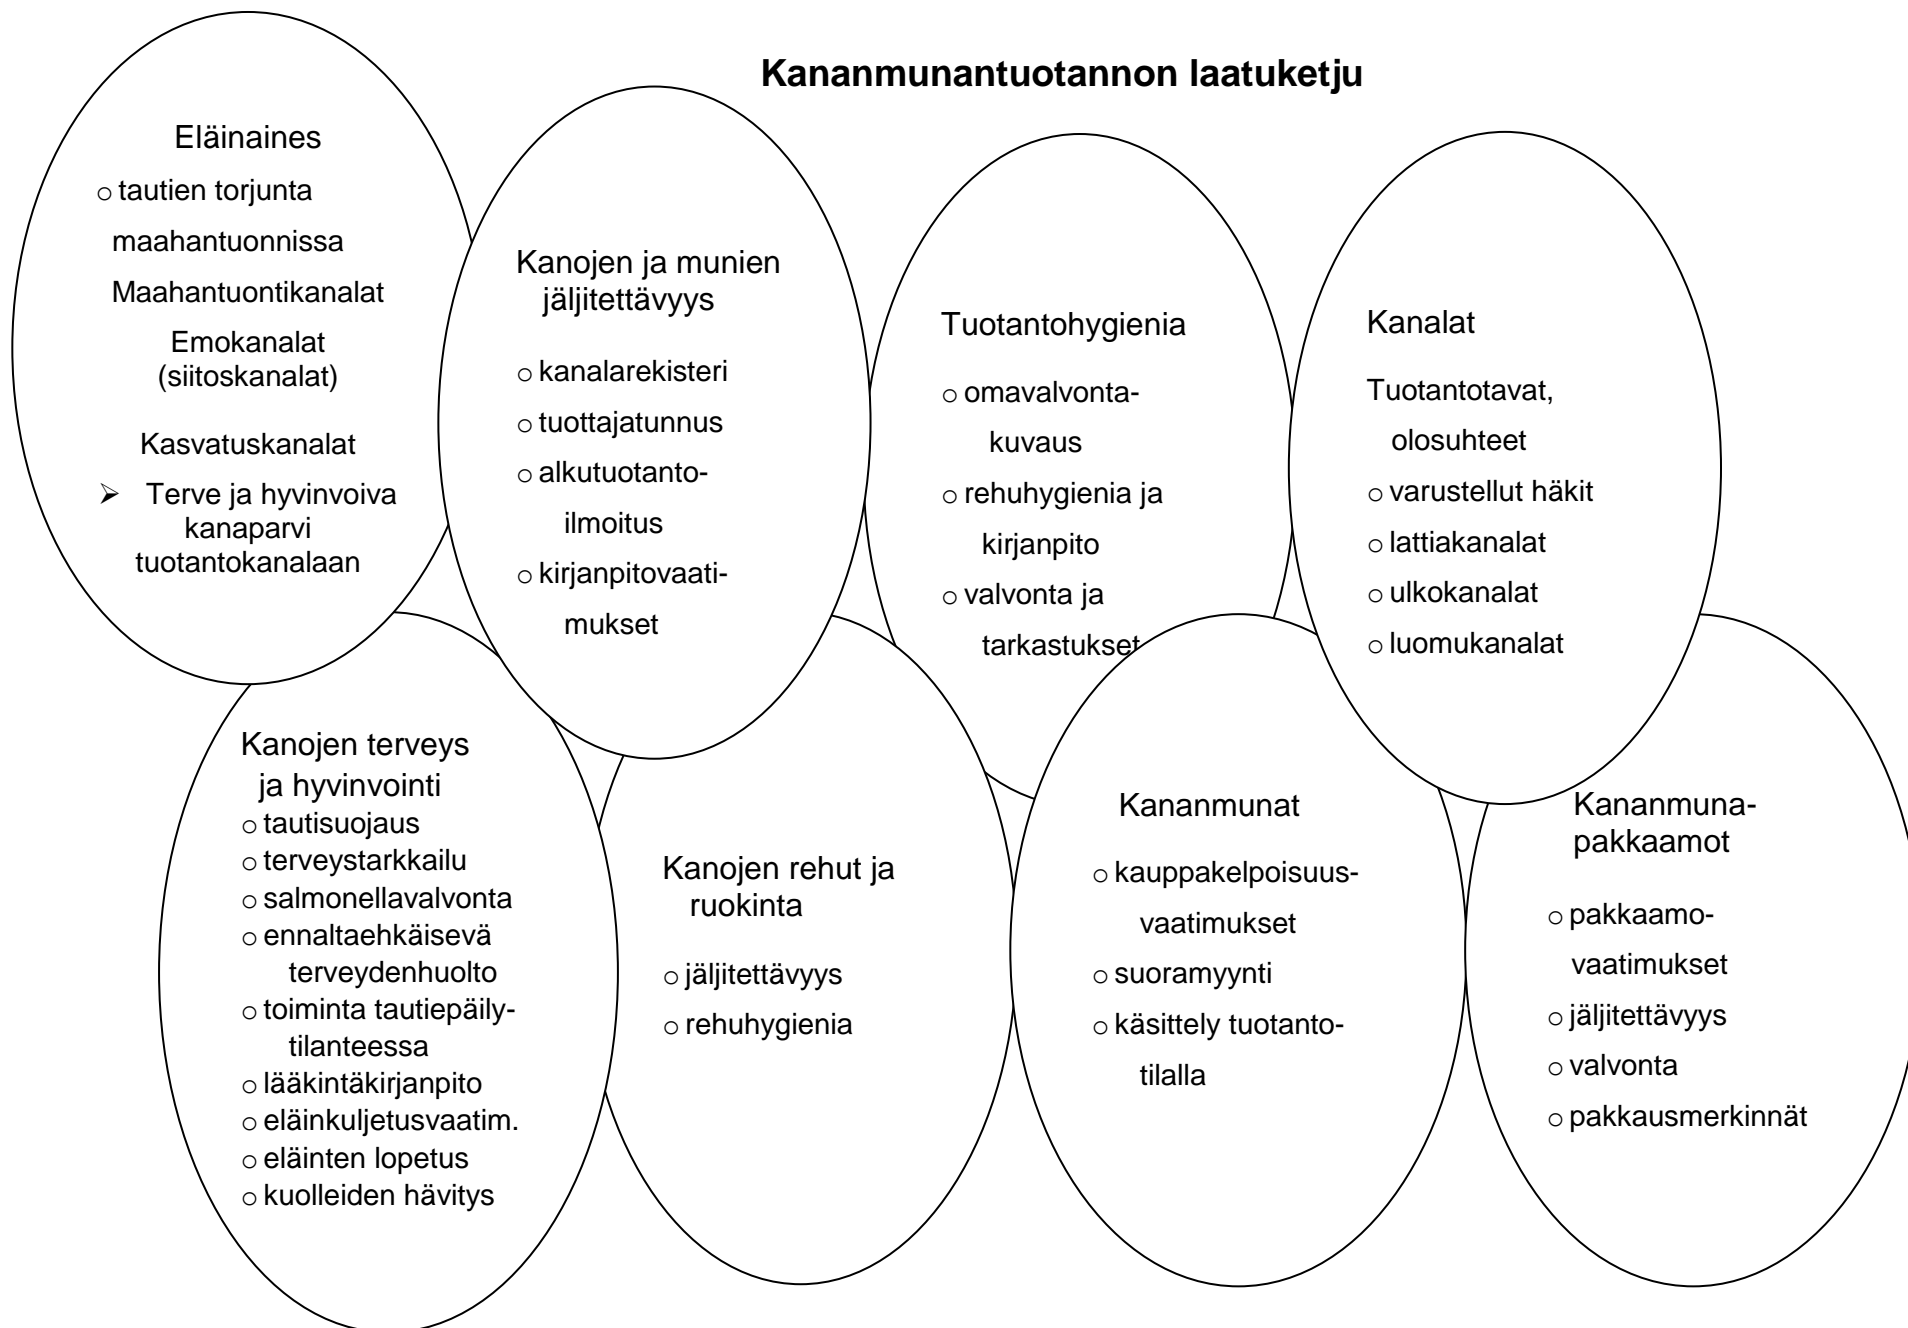 Kananmunantuotannon laatuketju
Eläinaines
o tautien torjunta
maahantuonnissa
Maahantuontikanalat
Emokanalat
(siitoskanalat)
Kasvatuskanalat
➢ Terve ja hyvinvoiva
kanaparvi
tuotantokanalaan
Kanojen ja munien
jäljitettävyys
o kanalarekisteri
o tuottajatunnus
o alkutuotanto-
ilmoitus
o kirjanpitovaati-
mukset
Tuotantohygienia
o omavalvonta-
kuvaus
o rehuhygienia ja
kirjanpito
o valvonta ja
tarkastukset
Kanalat
Tuotantotavat,
olosuhteet
o varustellut häkit
o lattiakanalat
o ulkokanalat
o luomukanalat
Kanojen terveys
ja hyvinvointi
o tautisuojaus
o terveystarkkailu
o salmonellavalvonta
o ennaltaehkäisevä
terveydenhuolto
o toiminta tautiepäily-
tilanteessa
o lääkintäkirjanpito
o eläinkuljetusvaatim.
o eläinten lopetus
o kuolleiden hävitys
Kanojen rehut ja
ruokinta
o jäljitettävyys
o rehuhygienia
Kananmunat
o kauppakelpoisuus-
vaatimukset
o suoramyynti
o käsittely tuotanto-
tilalla
Kananmuna-
pakkaamot
o pakkaamo-
vaatimukset
o jäljitettävyys
o valvonta
o pakkausmerkinnät